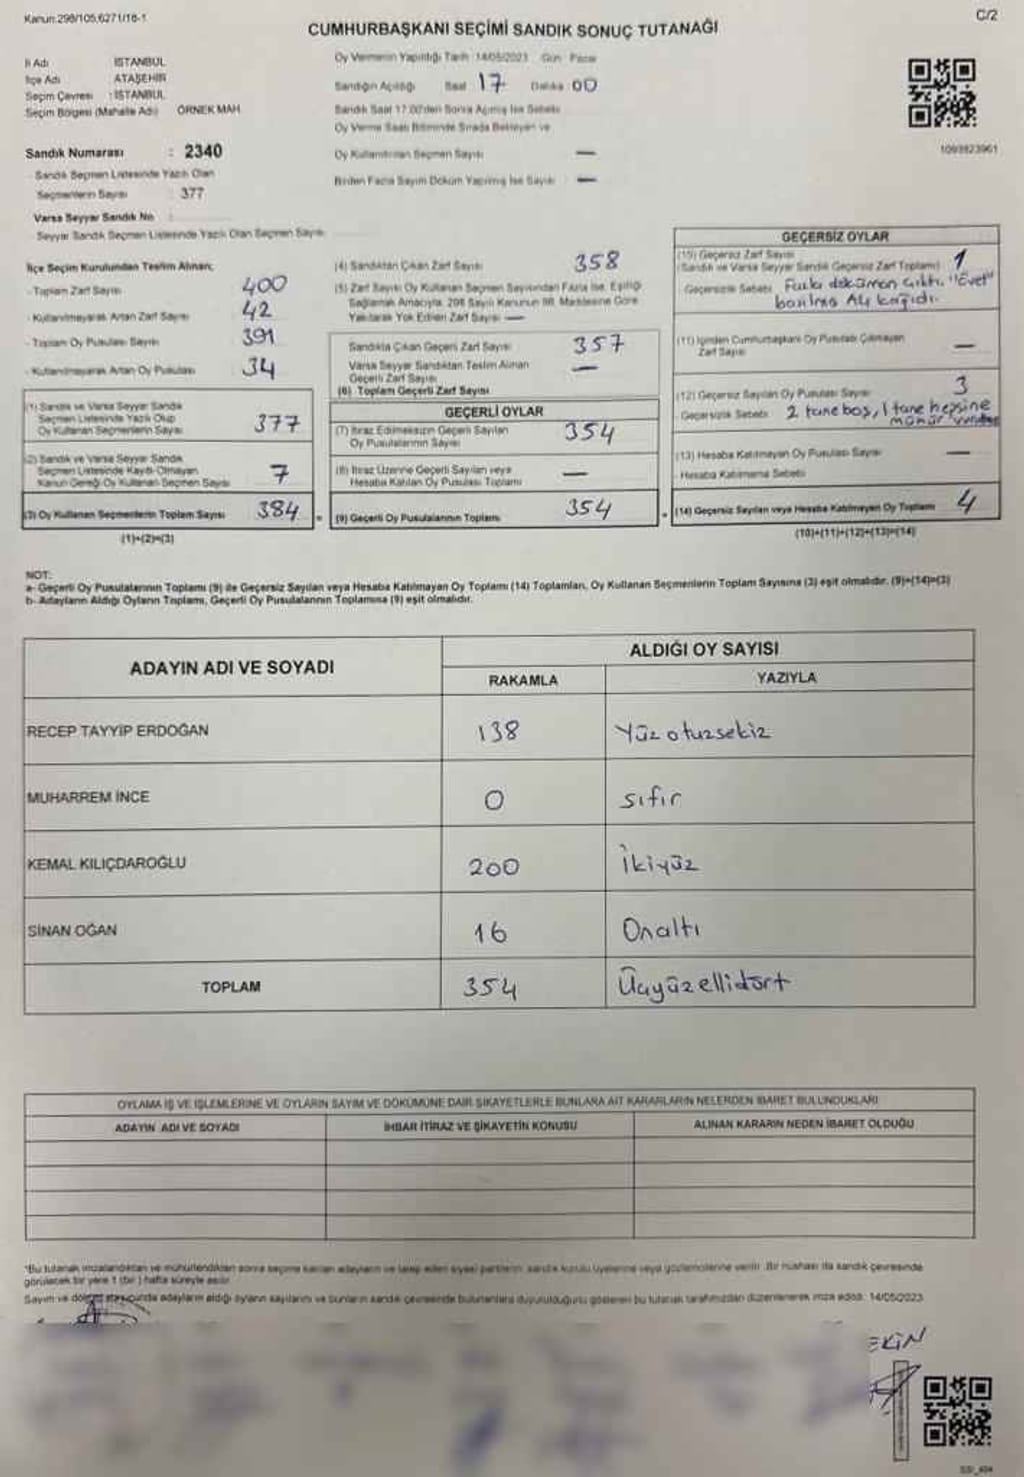 Kanun:298/105,6271/18-1
C/2
CUMHURBAŞKANI SEÇİMİ SANDIK SONUÇ TUTANAĞI
İl Adı : İSTANBUL
İlçe Adı : ATAŞEHİR
Seçim Çevresi : İSTANBUL
Seçim Bölgesi (Mahalle Adı) : ÖRNEK MAH.
Oy Vermenin Yapıldığı Tarih :14/05/2023 Gün : Pazar
Sandığın Açıldığı Saat : 17 Dakika : 00
Sandık Saat 17:00'den Sonra Açılmış İse Sebebi
Oy Verme Saati Bitiminde Sırada Bekleyen ve
Oy Kullandırılan Seçmen Sayısı : —
Birden Fazla Sayım Döküm Yapılmış İse Sayısı : —
1093823961
Sandık Numarası : 2340
Sandık Seçmen Listesinde Yazılı Olan
Seçmenlerin Sayısı : 377
Varsa Seyyar Sandık No :
Seyyar Sandık Seçmen Listesinde Yazılı Olan Seçmen Sayısı
İlçe Seçim Kurulundan Teslim Alınan;
- Toplam Zarf Sayısı 400
- Kullanılmayarak Artan Zarf Sayısı 42
- Toplam Oy Pusulası Sayısı 391
- Kullanılmayarak Artan Oy Pusulası 34
(1) Sandık ve Varsa Seyyar Sandık
Seçmen Listesinde Yazılı Olup
Oy Kullanan Seçmenlerin Sayısı 377
(2) Sandık ve Varsa Seyyar Sandık
Seçmen Listesinde Kayıtlı Olmayan
Kanun Gereği Oy Kullanan Seçmen Sayısı 7
(3) Oy Kullanan Seçmenlerin Toplam Sayısı 384
(1)+(2)=(3)
(4) Sandıktan Çıkan Zarf Sayısı 358
(5) Zarf Sayısı Oy Kullanan Seçmen Sayısından Fazla İse, Eşitliği
Sağlamak Amacıyla, 298 Sayılı Kanunun 98. Maddesine Göre
Yakılarak Yok Edilen Zarf Sayısı —
Sandıkta Çıkan Geçerli Zarf Sayısı 357
Varsa Seyyar Sandıktan Teslim Alınan
Geçerli Zarf Sayısı —
(6) Toplam Geçerli Zarf Sayısı
GEÇERLİ OYLAR
(7) İtiraz Edilmeksizin Geçerli Sayılan
Oy Pusulalarının Sayısı 354
(8) İtiraz Üzerine Geçerli Sayılan veya
Hesaba Katılan Oy Pusulası Toplamı —
(9) Geçerli Oy Pusulalarının Toplamı 354
GEÇERSİZ OYLAR
(10) Geçersiz Zarf Sayısı
(Sandık ve Varsa Seyyar Sandık Geçersiz Zarf Toplamı) 1
Geçersizlik Sebebi : Farklı döküman çıktı. "Evet"
basılmış A4 kağıdı.
(11) İçinden Cumhurbaşkanı Oy Pusulası Çıkmayan
Zarf Sayısı —
(12) Geçersiz Sayılan Oy Pusulası Sayısı 3
Geçersizlik Sebebi : 2 tane boş, 1 tane hepsine
mühür
(13) Hesaba Katılmayan Oy Pusulası Sayısı —
Hesaba Katılmama Sebebi
(14) Geçersiz Sayılan veya Hesaba Katılmayan Oy Toplamı 4
(10)+(11)+(12)+(13)=(14)
NOT:
a- Geçerli Oy Pusulalarının Toplamı (9) ile Geçersiz Sayılan veya Hesaba Katılmayan Oy Toplamı (14) Toplamları, Oy Kullanan Seçmenlerin Toplam Sayısına (3) eşit olmalıdır. (9)+(14)=(3)
b- Adayların Aldığı Oyların Toplamı, Geçerli Oy Pusulalarının Toplamına (9) eşit olmalıdır.
ADAYIN ADI VE SOYADI
ALDIĞI OY SAYISI
RAKAMLA YAZIYLA
RECEP TAYYİP ERDOĞAN 138 Yüz otuzsekiz
MUHARREM İNCE 0 sıfır
KEMAL KILIÇDAROĞLU 200 İkiyüz
SİNAN OĞAN 16 Onaltı
TOPLAM 354 Üçyüzellidört
OYLAMA İŞ VE İŞLEMLERİNE VE OYLARIN SAYIM VE DÖKÜMÜNE DAİR ŞİKAYETLERLE BUNLARA AİT KARARLARIN NELERDEN İBARET BULUNDUKLARI
ADAYIN ADI VE SOYADI İHBAR İTİRAZ VE ŞİKAYETİN KONUSU ALINAN KARARIN NEDEN İBARET OLDUĞU
*Bu tutanak imzalandıktan ve mühürlendikten sonra seçime katılan adayların ve talep eden siyasi partilerin, sandık kurulu üyelerine veya gözlemcilerine verilir. Bir nüshası da sandık çevresinde
görülecek bir yere 1 (bir) hafta süreyle asılır.
Sayım ve döküm sonucunda adayların aldığı oyların sayılarını ve bunların sandık çevresinde bulunanlara duyurulduğunu gösteren bu tutanak tarafımızdan düzenlenerek imza edildi. 14/05/2023
EKİN